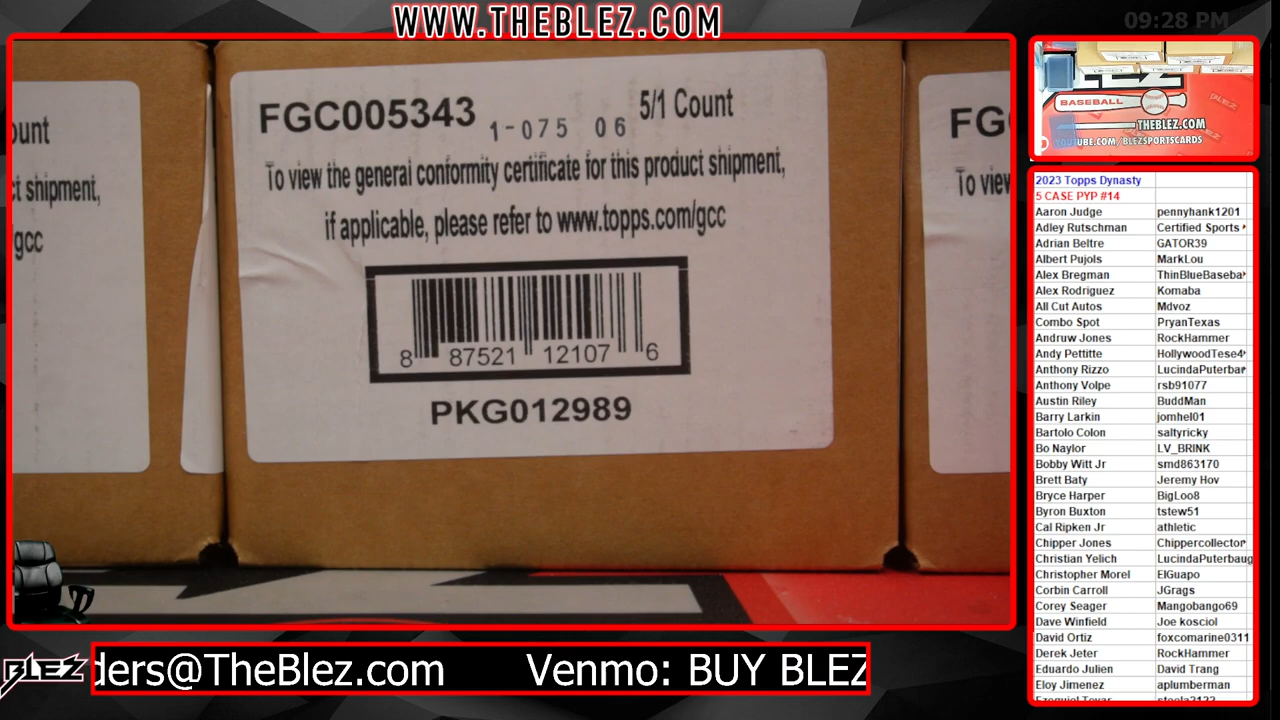 WWW.THEBLEZ.COM
09:28 PM
FGC005343
1-075 06
5/1 Count
To view the general conformity certificate for this product shipment,
if applicable, please refer to www.topps.com/gcc
8 87521 12107 6
PKG012989
ount
ct shipment,
gcc
FG
To view
BASEBALL
THEBLEZ.COM
YOUTUBE.COM/BLEZSPORTSCARDS
2023 Topps Dynasty
5 CASE PYP #14
Aaron Judge pennyhank1201
Adley Rutschman Certified Sports
Adrian Beltre GATOR39
Albert Pujols MarkLou
Alex Bregman ThinBlueBaseba
Alex Rodriguez Komaba
All Cut Autos Mdvoz
Combo Spot PryanTexas
Andruw Jones RockHammer
Andy Pettitte HollywoodTese4
Anthony Rizzo LucindaPuterbar
Anthony Volpe rsb91077
Austin Riley BuddMan
Barry Larkin jomhel01
Bartolo Colon saltyricky
Bo Naylor LV_BRINK
Bobby Witt Jr smd863170
Brett Baty Jeremy Hov
Bryce Harper BigLoo8
Byron Buxton tstew51
Cal Ripken Jr athletic
Chipper Jones Chippercollector
Christian Yelich LucindaPuterbaug
Christopher Morel ElGuapo
Corbin Carroll JGrags
Corey Seager Mangobango69
Dave Winfield Joe kosciol
David Ortiz foxcomarine0311
Derek Jeter RockHammer
Eduardo Julien David Trang
Eloy Jimenez aplumberman
BLEZ
ders@TheBlez.com Venmo: BUY BLEZ